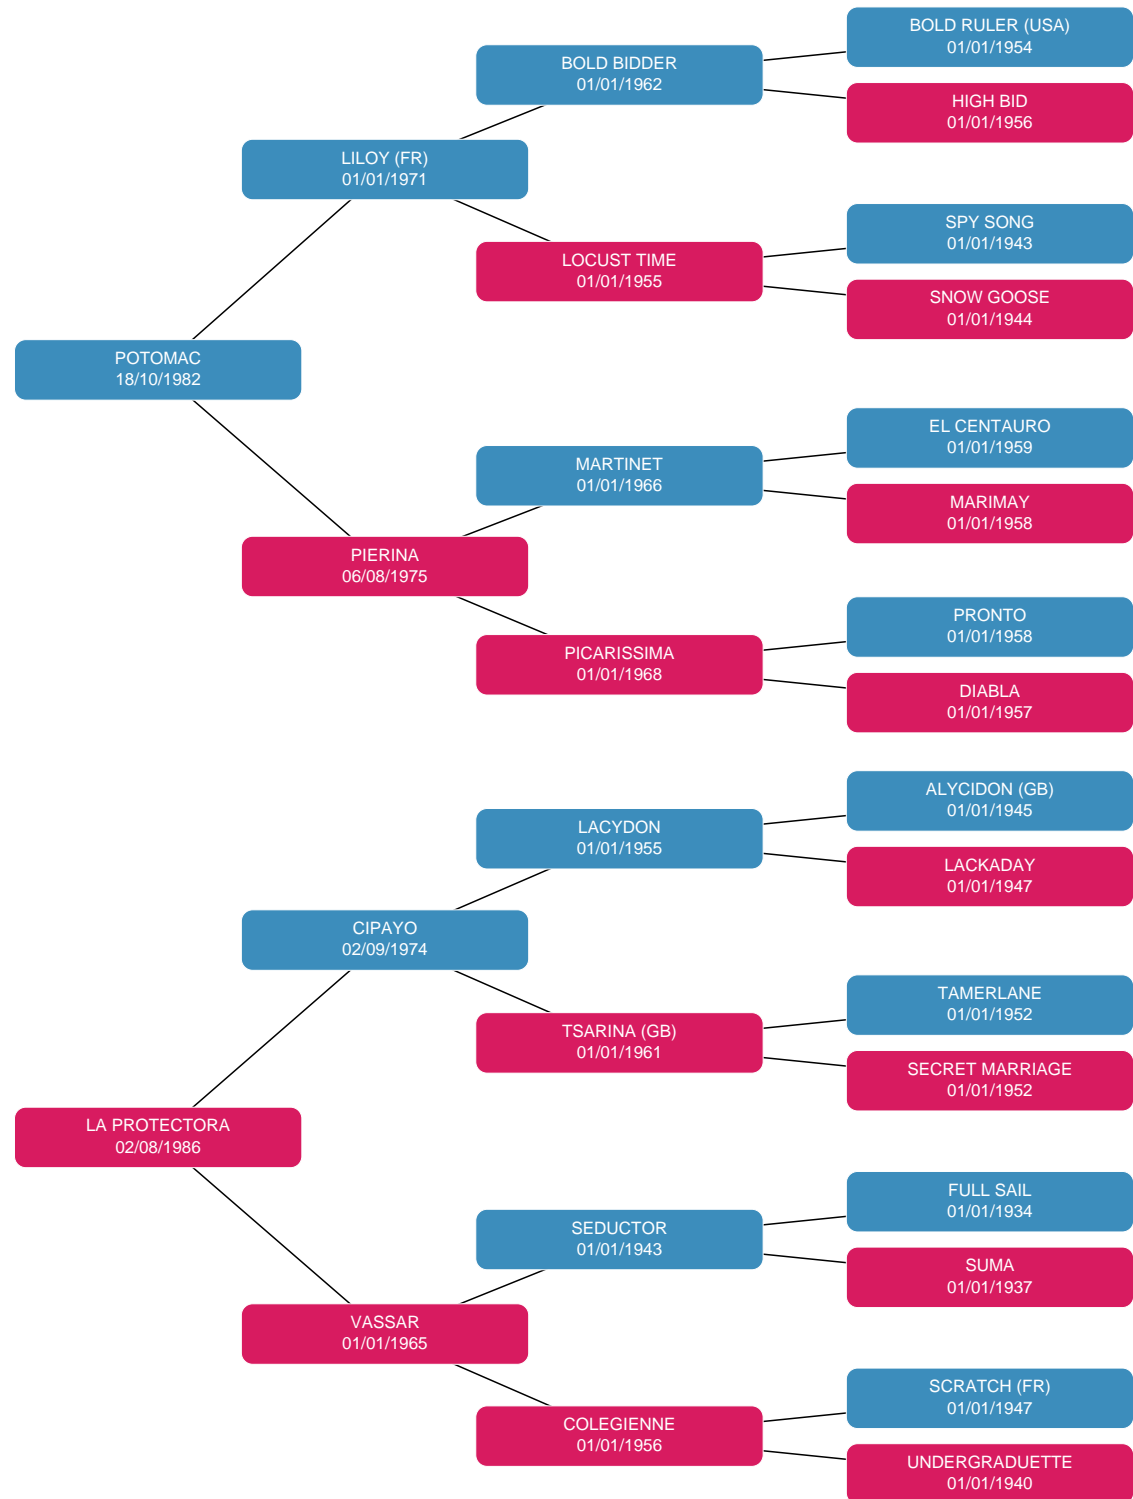 BOLD RULER (USA)
01/01/1954
BOLD BIDDER
01/01/1962
HIGH BID
01/01/1956
LILOY (FR)
01/01/1971
SPY SONG
01/01/1943
LOCUST TIME
01/01/1955
SNOW GOOSE
01/01/1944
POTOMAC
18/10/1982
EL CENTAURO
01/01/1959
MARTINET
01/01/1966
MARIMAY
01/01/1958
PIERINA
06/08/1975
PRONTO
01/01/1958
PICARISSIMA
01/01/1968
DIABLA
01/01/1957
ALYCIDON (GB)
01/01/1945
LACYDON
01/01/1955
LACKADAY
01/01/1947
CIPAYO
02/09/1974
TAMERLANE
01/01/1952
TSARINA (GB)
01/01/1961
SECRET MARRIAGE
01/01/1952
LA PROTECTORA
02/08/1986
FULL SAIL
01/01/1934
SEDUCTOR
01/01/1943
SUMA
01/01/1937
VASSAR
01/01/1965
SCRATCH (FR)
01/01/1947
COLEGIENNE
01/01/1956
UNDERGRADUETTE
01/01/1940